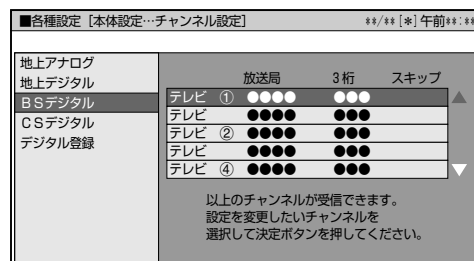 ■各種設定［本体設定…チャンネル設定］ **/**［*］午前**:**
地上アナログ
地上デジタル
ＢＳデジタル
ＣＳデジタル
デジタル登録
放送局 3桁 スキップ
テレビ ① ●●●● ●●●
テレビ ●●●● ●●●
テレビ ② ●●●● ●●●
テレビ ●●●● ●●●
テレビ ④ ●●●● ●●●
以上のチャンネルが受信できます。
設定を変更したいチャンネルを
選択して決定ボタンを押してください。